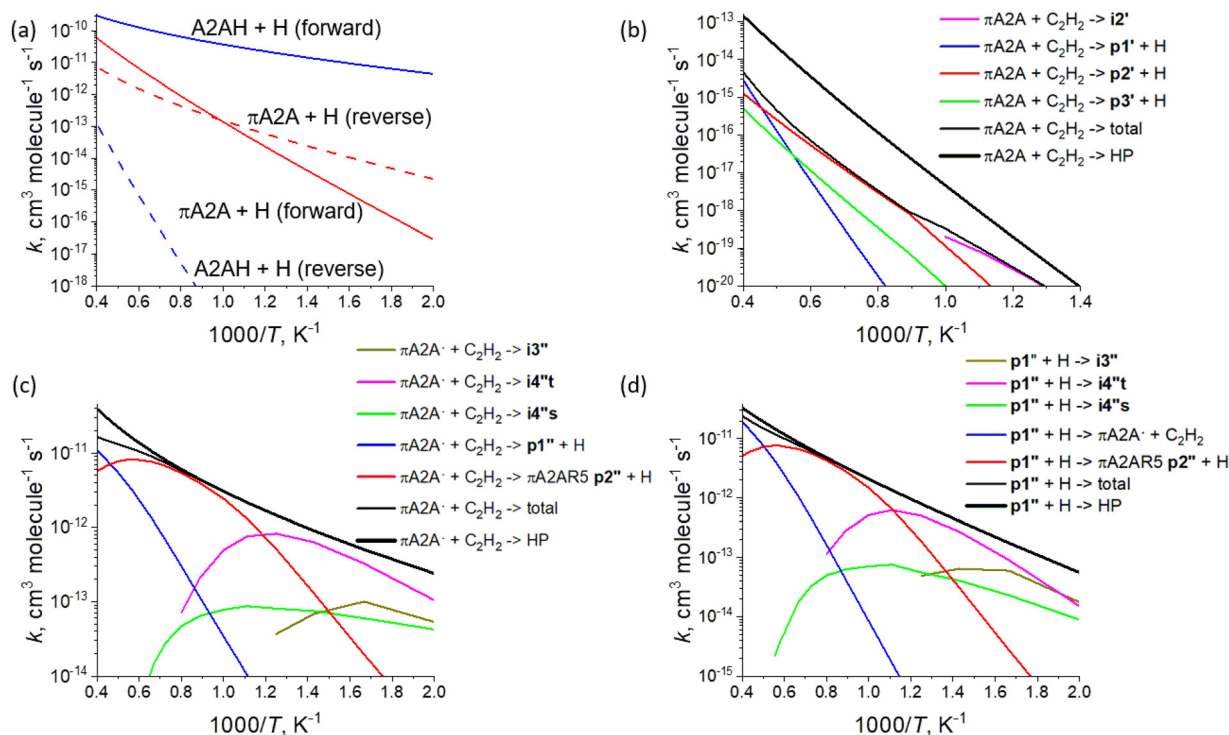 (a)
10⁻¹⁰
10⁻¹¹
10⁻¹²
10⁻¹³
10⁻¹⁴
10⁻¹⁵
10⁻¹⁶
10⁻¹⁷
10⁻¹⁸
k, cm³ molecule⁻¹ s⁻¹
A2AH + H (forward)
πA2A + H (reverse)
πA2A + H (forward)
A2AH + H (reverse)
0.4 0.6 0.8 1.0 1.2 1.4 1.6 1.8 2.0
1000/T, K⁻¹
(b)
10⁻¹³
10⁻¹⁴
10⁻¹⁵
10⁻¹⁶
10⁻¹⁷
10⁻¹⁸
10⁻¹⁹
10⁻²⁰
k, cm³ molecule⁻¹ s⁻¹
πA2A + C₂H₂ -> i2'
πA2A + C₂H₂ -> p1' + H
πA2A + C₂H₂ -> p2' + H
πA2A + C₂H₂ -> p3' + H
πA2A + C₂H₂ -> total
πA2A + C₂H₂ -> HP
0.4 0.6 0.8 1.0 1.2 1.4
1000/T, K⁻¹
(c)
πA2A· + C₂H₂ -> i3"
πA2A· + C₂H₂ -> i4"t
πA2A· + C₂H₂ -> i4"s
πA2A· + C₂H₂ -> p1" + H
πA2A· + C₂H₂ -> πA2AR5 p2" + H
πA2A· + C₂H₂ -> total
πA2A· + C₂H₂ -> HP
10⁻¹¹
10⁻¹²
10⁻¹³
10⁻¹⁴
k, cm³ molecule⁻¹ s⁻¹
0.4 0.6 0.8 1.0 1.2 1.4 1.6 1.8 2.0
1000/T, K⁻¹
(d)
p1" + H -> i3"
p1" + H -> i4"t
p1" + H -> i4"s
p1" + H -> πA2A· + C₂H₂
p1" + H -> πA2AR5 p2" + H
p1" + H -> total
p1" + H -> HP
10⁻¹¹
10⁻¹²
10⁻¹³
10⁻¹⁴
10⁻¹⁵
k, cm³ molecule⁻¹ s⁻¹
0.4 0.6 0.8 1.0 1.2 1.4 1.6 1.8 2.0
1000/T, K⁻¹